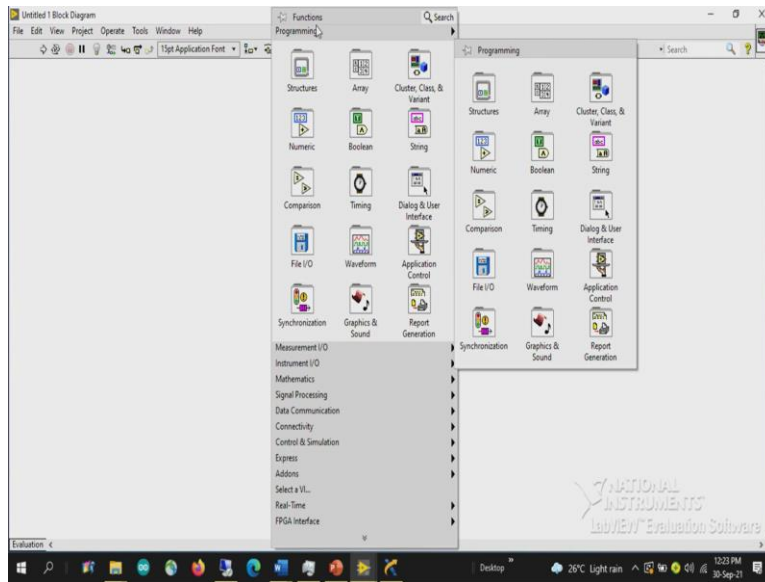 Untitled 1 Block Diagram
File Edit View Project Operate Tools Window Help
15pt Application Font
Search
Functions
Search
Programming
Structures Array Cluster, Class, & Variant
Numeric Boolean String
Comparison Timing Dialog & User Interface
File I/O Waveform Application Control
Synchronization Graphics & Sound Report Generation
Measurement I/O
Instrument I/O
Mathematics
Signal Processing
Data Communication
Connectivity
Control & Simulation
Express
Addons
Select a VI...
Real-Time
FPGA Interface
Programming
Structures Array Cluster, Class, & Variant
Numeric Boolean String
Comparison Timing Dialog & User Interface
File I/O Waveform Application Control
Synchronization Graphics & Sound Report Generation
NATIONAL
INSTRUMENTS
LabVIEW™ Evaluation Software
Evaluation
Desktop
26°C Light rain
12:23 PM
30-Sep-21